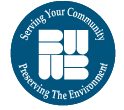 Serving Your Community
Preserving The Environment